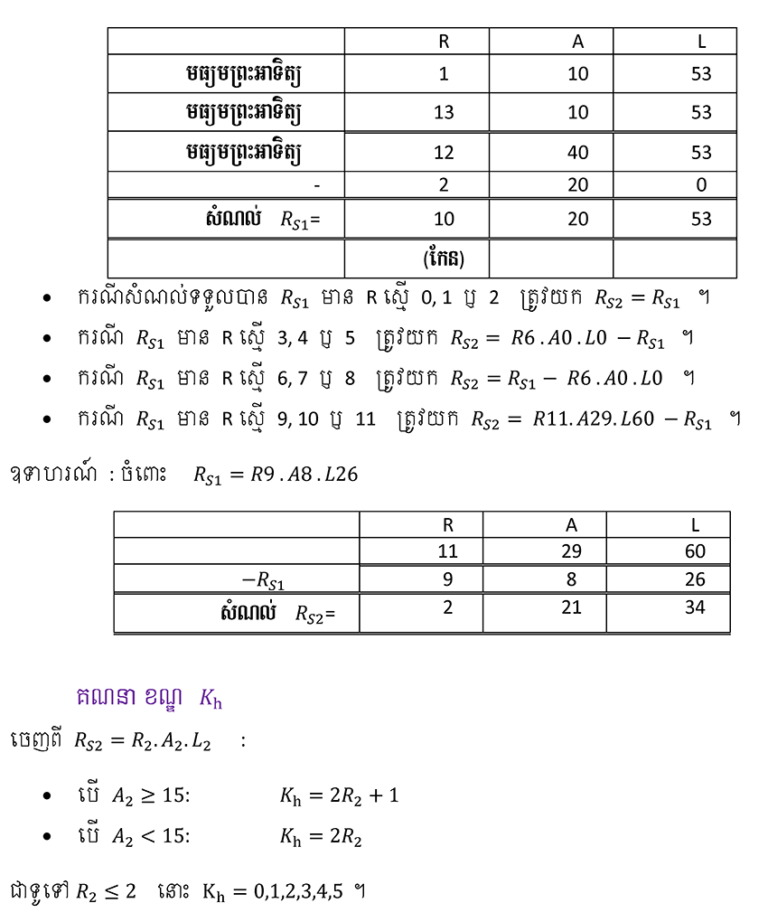 R A L
មធ្យមព្រះអាទិត្យ 1 10 53
មធ្យមព្រះអាទិត្យ 13 10 53
មធ្យមព្រះអាទិត្យ 12 40 53
- 2 20 0
សំណល់ R_{S1}= 10 20 53
(កែន)
• ករណីសំណល់ទទួលបាន R_{S1} មាន R ស្មើ 0, 1 ឬ 2 ត្រូវយក R_{S2} = R_{S1} ។
• ករណី R_{S1} មាន R ស្មើ 3, 4 ឬ 5 ត្រូវយក R_{S2} = R6 .A0 .L0 − R_{S1} ។
• ករណី R_{S1} មាន R ស្មើ 6, 7 ឬ 8 ត្រូវយក R_{S2} = R_{S1} − R6 .A0 .L0 ។
• ករណី R_{S1} មាន R ស្មើ 9, 10 ឬ 11 ត្រូវយក R_{S2} = R11.A29.L60 − R_{S1} ។
ឧទាហរណ៍ : ចំពោះ R_{S1} = R9 .A8 .L26
R A L
11 29 60
−R_{S1} 9 8 26
សំណល់ R_{S2}= 2 21 34
គណនា ខណ្ឌ K_h
ចេញពី R_{S2} = R_2.A_2.L_2 :
• បើ A_2 ≥ 15: K_h = 2R_2 + 1
• បើ A_2 < 15: K_h = 2R_2
ជាទូទៅ R_2 ≤ 2 នោះ K_h = 0,1,2,3,4,5 ។